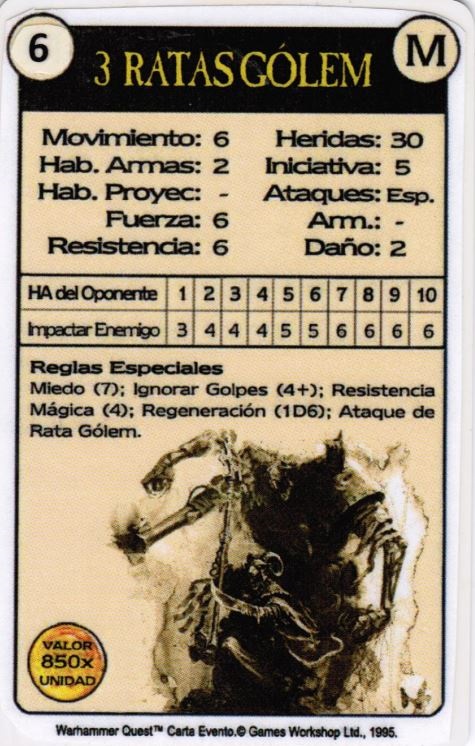 6
M
3 RATAS GÓLEM
Movimiento: 6 Heridas: 30
Hab. Armas: 2 Iniciativa: 5
Hab. Proyec: - Ataques: Esp.
Fuerza: 6 Arm.: -
Resistencia: 6 Daño: 2
HA del Oponente 1 2 3 4 5 6 7 8 9 10
Impactar Enemigo 3 4 4 4 5 5 6 6 6 6
Reglas Especiales
Miedo (7); Ignorar Golpes (4+); Resistencia
Mágica (4); Regeneración (1D6); Ataque de
Rata Gólem.
VALOR
850x
UNIDAD
Warhammer Quest™ Carta Evento.© Games Workshop Ltd., 1995.